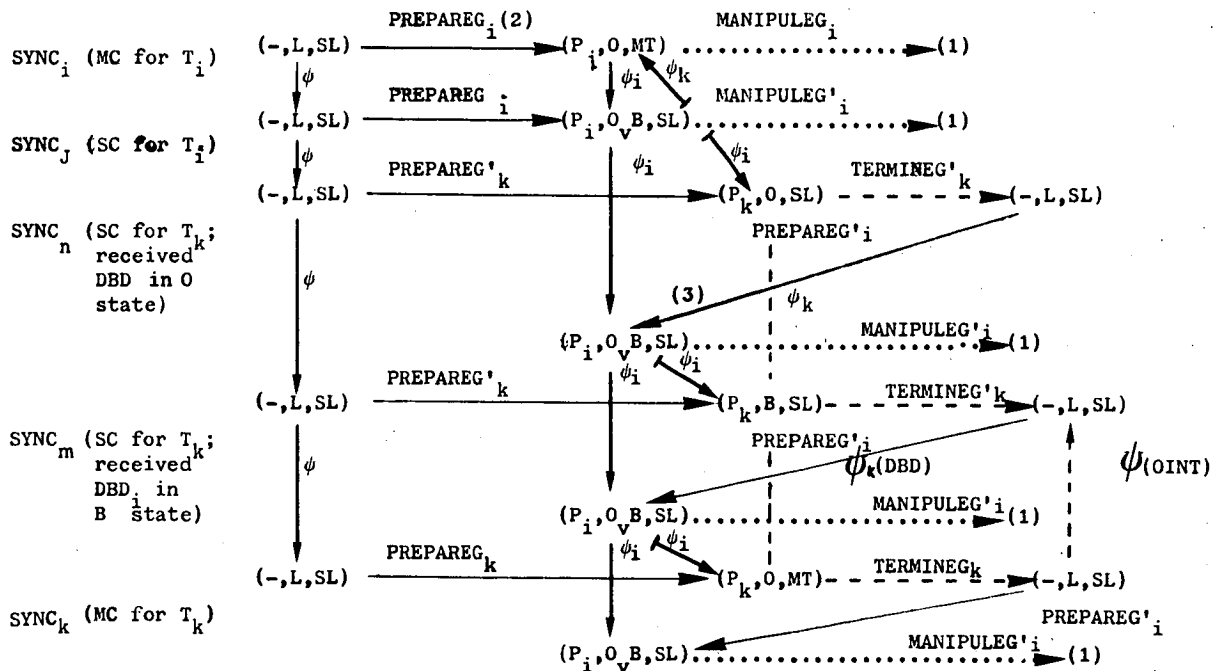 PREPAREG_i(2) MANIPULEG_i
SYNC_i (MC for T_i) (-,L,SL) (P_i,O,MT) (1)
ψ ψ_i ψ_k
PREPAREG_i MANIPULEG'_i
(-,L,SL) (P_i,O_vB,SL) (1)
SYNC_J (SC for T_i)
ψ ψ_i ψ_i
PREPAREG'_k TERMINEG'_k
(-,L,SL) (P_k,O,SL) (-,L,SL)
SYNC_n (SC for T_k;
received
DBD in O
state)
PREPAREG'_i
ψ (3) ψ_k
MANIPULEG'_i
(P_i,O_vB,SL) (1)
ψ_i ψ_i
PREPAREG'_k TERMINEG'_k
(-,L,SL) (P_k,B,SL) (-,L,SL)
SYNC_m (SC for T_k;
received
DBD_i in
B state)
PREPAREG'_i
ψ ψ_k(DBD) ψ(OINT)
MANIPULEG'_i
(P_i,O_vB,SL) (1)
ψ_i ψ_i
PREPAREG_k TERMINEG_k
(-,L,SL) (P_k,O,MT) (-,L,SL)
SYNC_k (MC for T_k)
PREPAREG'_i
MANIPULEG'_i
(P_i,O_vB,SL) (1)